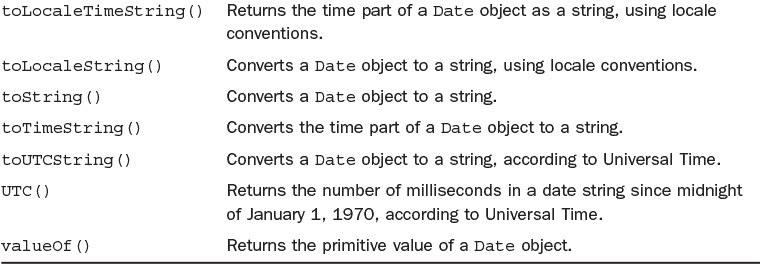 toLocaleTimeString() Returns the time part of a Date object as a string, using locale
conventions.
toLocaleString() Converts a Date object to a string, using locale conventions.
toString() Converts a Date object to a string.
toTimeString() Converts the time part of a Date object to a string.
toUTCString() Converts a Date object to a string, according to Universal Time.
UTC() Returns the number of milliseconds in a date string since midnight
of January 1, 1970, according to Universal Time.
valueOf() Returns the primitive value of a Date object.